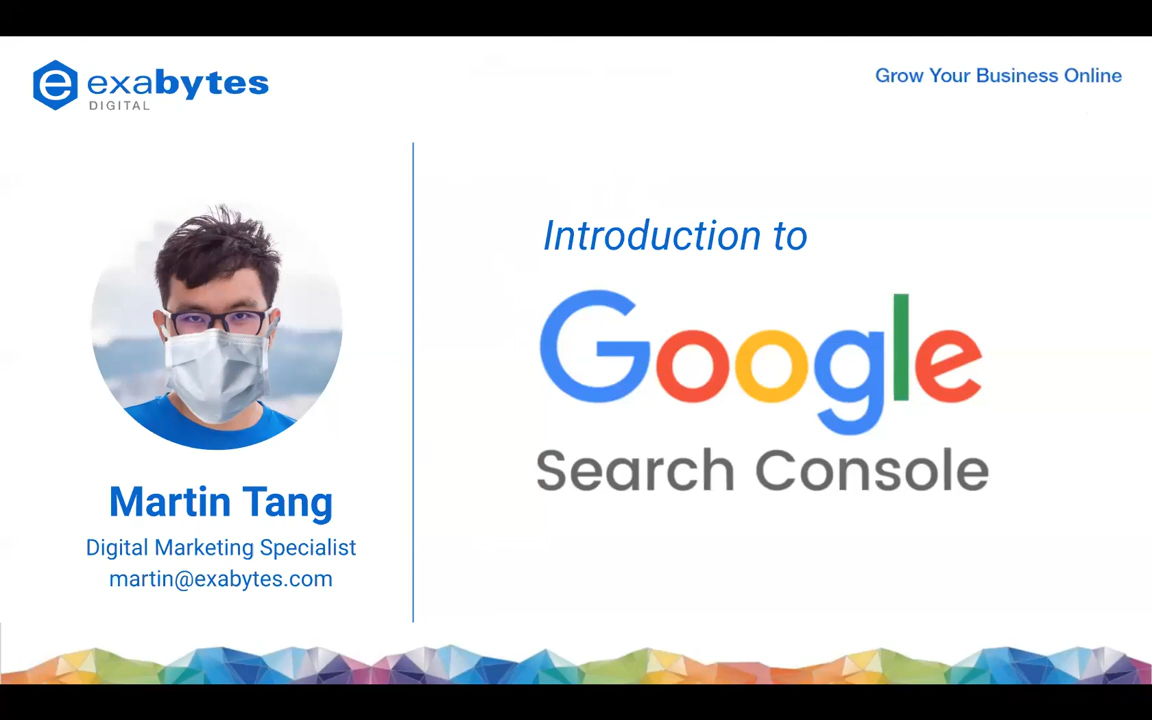 exabytes
DIGITAL
Grow Your Business Online
Introduction to
Google
Search Console
Martin Tang
Digital Marketing Specialist
martin@exabytes.com